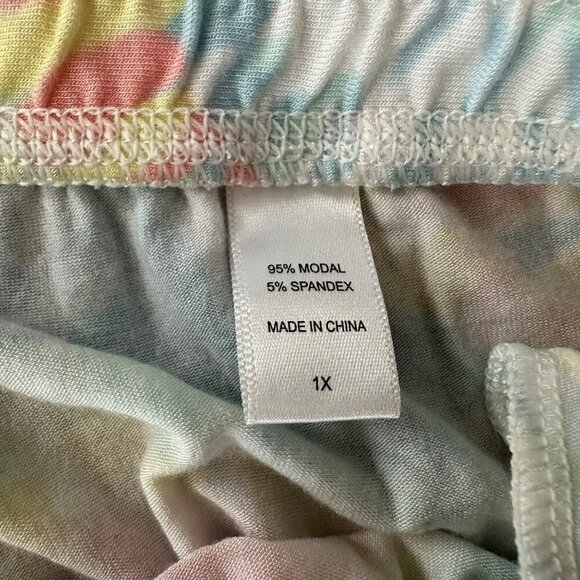 95% MODAL
5% SPANDEX
MADE IN CHINA
1X